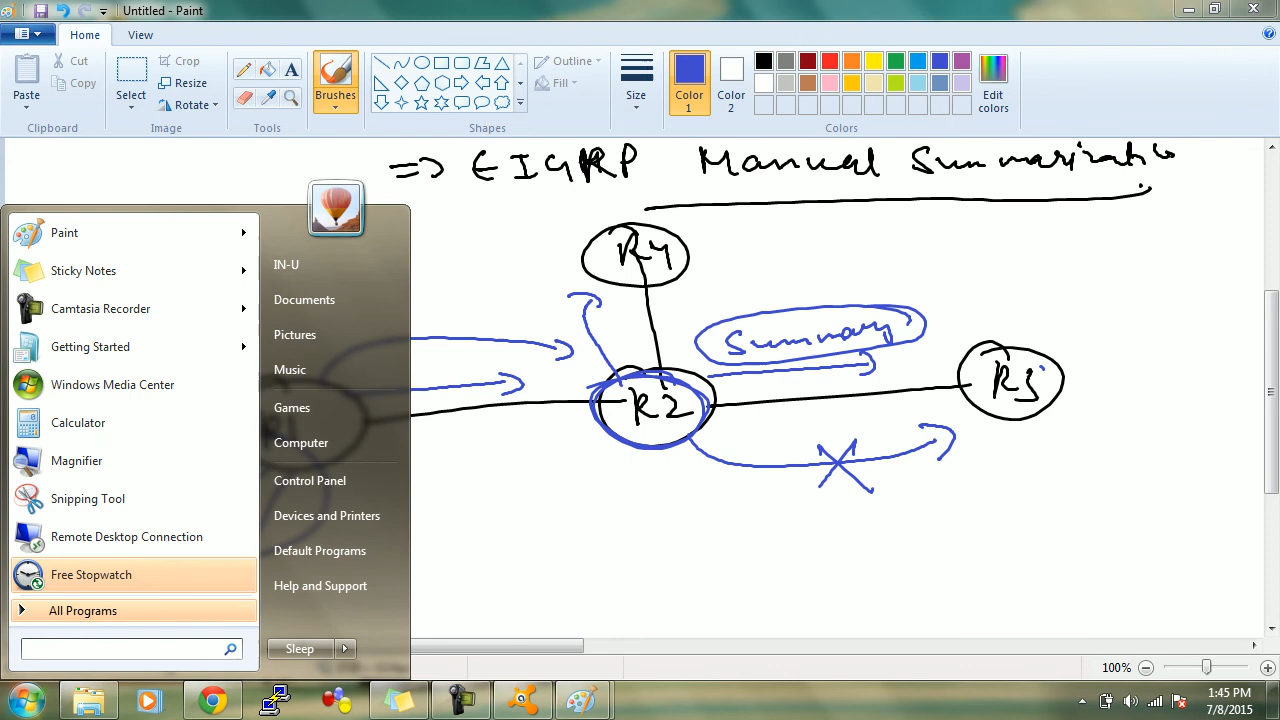 Untitled - Paint
Home
View
Paste
Cut
Copy
Clipboard
Select
Crop
Resize
Rotate
Image
Tools
Brushes
Outline
Fill
Shapes
Size
Color 1
Color 2
Edit colors
Colors
=> EIGRP Manual Summarizatio
R4
Summary
R2
R3
Paint
Sticky Notes
Camtasia Recorder
Getting Started
Windows Media Center
Calculator
Magnifier
Snipping Tool
Remote Desktop Connection
Free Stopwatch
All Programs
IN-U
Documents
Pictures
Music
Games
Computer
Control Panel
Devices and Printers
Default Programs
Help and Support
Sleep
100%
1:45 PM
7/8/2015